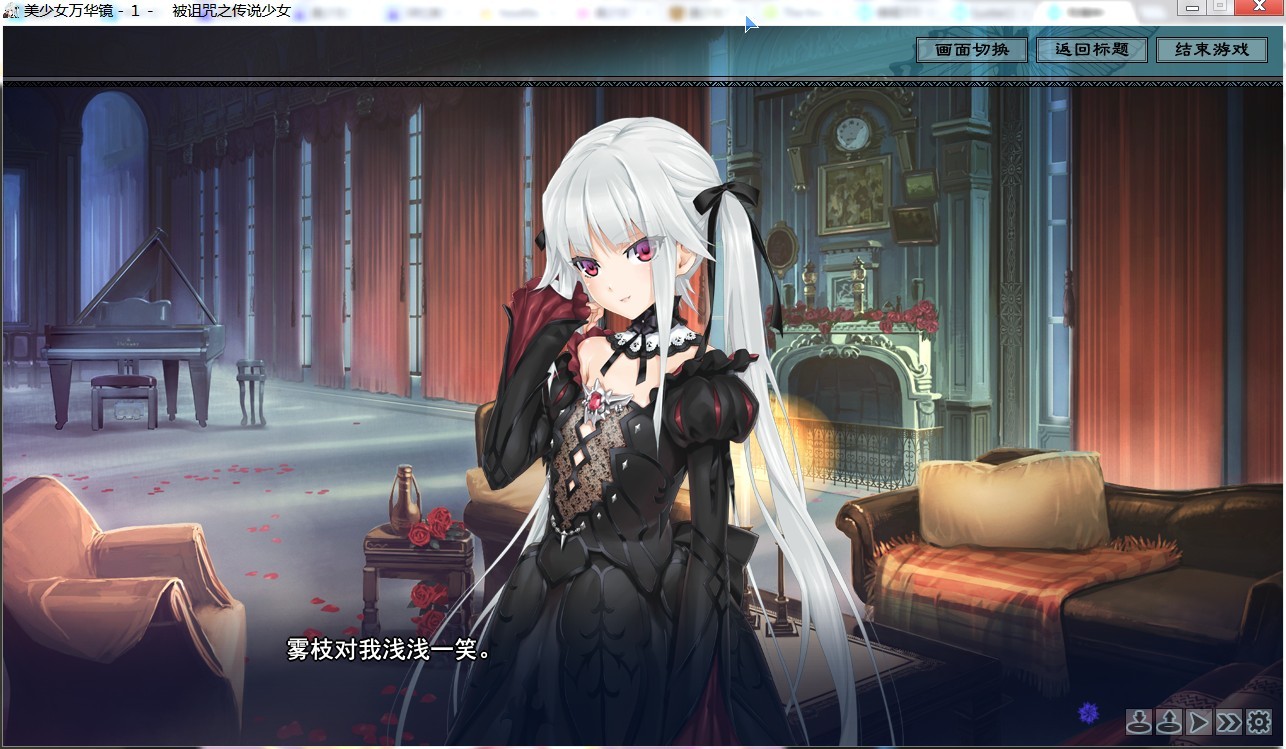 美少女万华镜 - 1 -　被诅咒之传说少女
画面切换　返回标题　结束游戏
雾枝对我浅浅一笑。